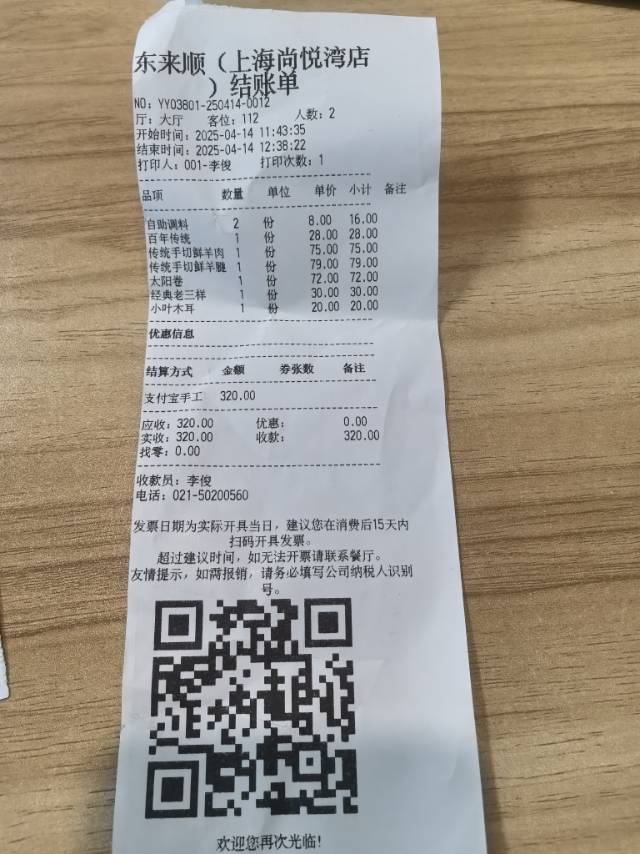 东来顺（上海尚悦湾店
）结账单
NO: YY03801-250414-0012
厅: 大厅 客位: 112 人数: 2
开始时间: 2025-04-14 11:43:35
结束时间: 2025-04-14 12:38:22
打印人: 001-李俊 打印次数: 1
品项 数量 单位 单价 小计 备注
自助调料 2 份 8.00 16.00
百年传统 1 份 28.00 28.00
传统手切鲜羊肉 1 份 75.00 75.00
传统手切鲜羊腿 1 份 79.00 79.00
太阳卷 1 份 72.00 72.00
经典老三样 1 份 30.00 30.00
小叶木耳 1 份 20.00 20.00
优惠信息
结算方式 金额 券张数 备注
支付宝手工 320.00
应收: 320.00 优惠: 0.00
实收: 320.00 收款: 320.00
找零: 0.00
收款员: 李俊
电话: 021-50200560
发票日期为实际开具当日，建议您在消费后15天内
扫码开具发票。
超过建议时间，如无法开票请联系餐厅。
友情提示，如需报销，请务必填写公司纳税人识别
号。
欢迎您再次光临!